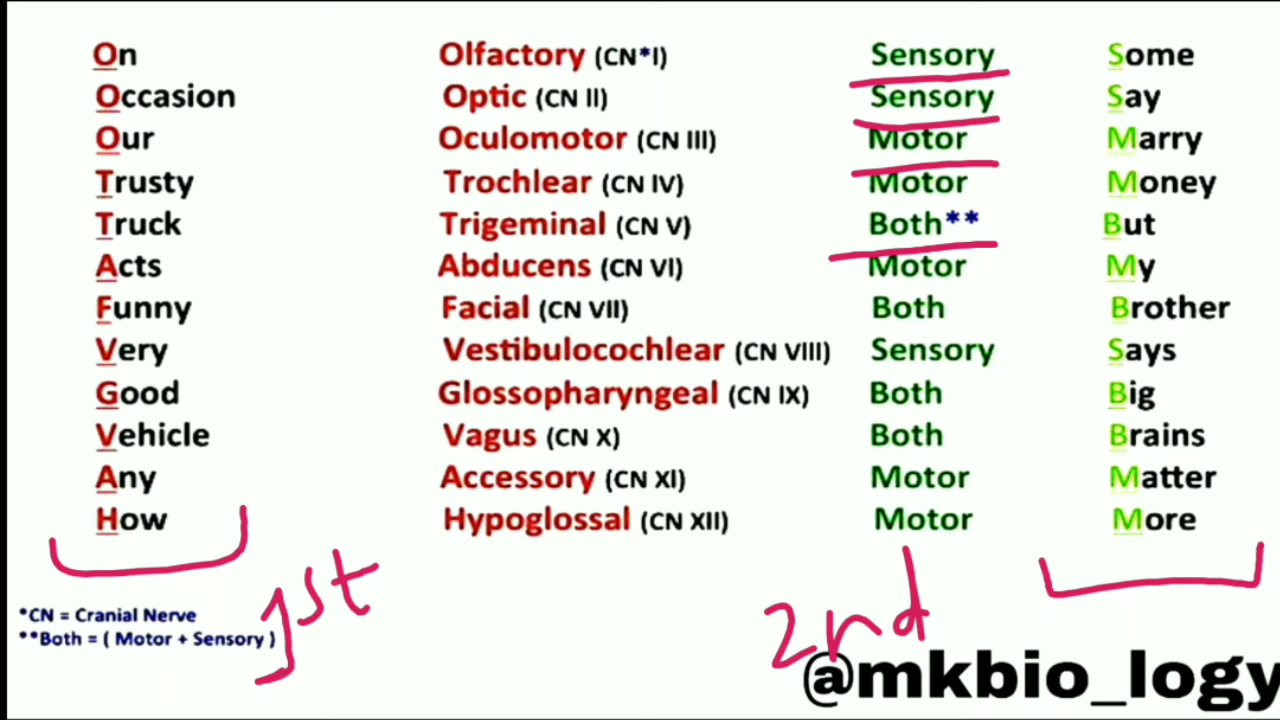 On Olfactory (CN*I) Sensory Some
Occasion Optic (CN II) Sensory Say
Our Oculomotor (CN III) Motor Marry
Trusty Trochlear (CN IV) Motor Money
Truck Trigeminal (CN V) Both** But
Acts Abducens (CN VI) Motor My
Funny Facial (CN VII) Both Brother
Very Vestibulocochlear (CN VIII) Sensory Says
Good Glossopharyngeal (CN IX) Both Big
Vehicle Vagus (CN X) Both Brains
Any Accessory (CN XI) Motor Matter
How Hypoglossal (CN XII) Motor More
1st
2nd
*CN = Cranial Nerve
**Both = ( Motor + Sensory )
@mkbio_logy